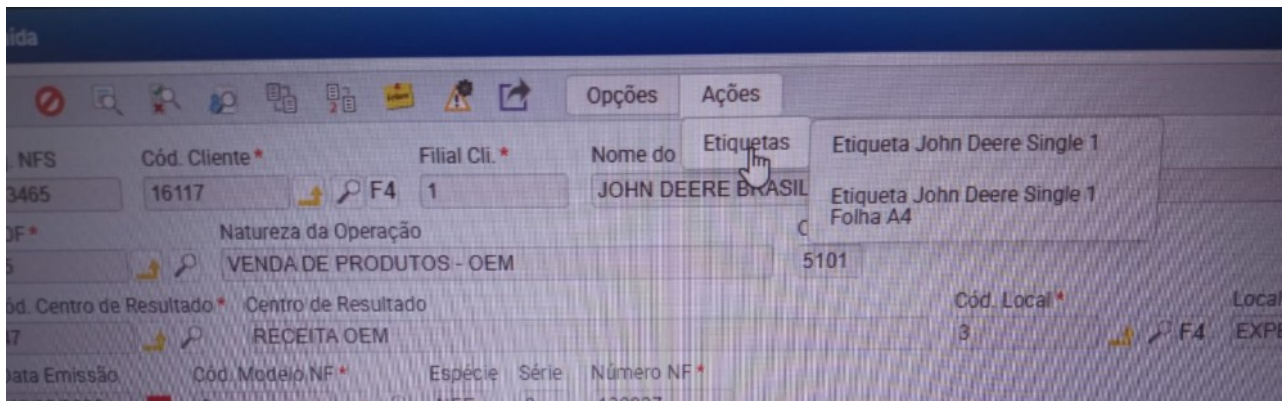 ida
Opções Ações
Etiquetas Etiqueta John Deere Single 1
Etiqueta John Deere Single 1
Folha A4
NFS Cód. Cliente * Filial Cli. * Nome do
3465 16117 F4 1 JOHN DEERE BRASIL
OF * Natureza da Operação
VENDA DE PRODUTOS - OEM 5101
Cód. Centro de Resultado * Centro de Resultado Cód. Local * Local
RECEITA OEM 3 F4 EXPE
Data Emissão Cód. Modelo NF * Espécie Série Número NF *